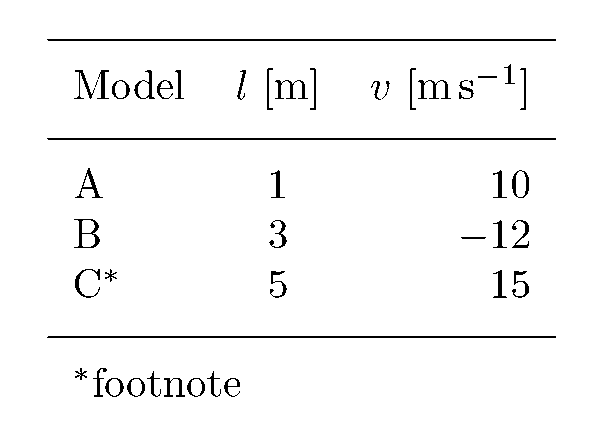 Model l [m] v [m s⁻¹]
A 1 10
B 3 −12
C* 5 15
*footnote